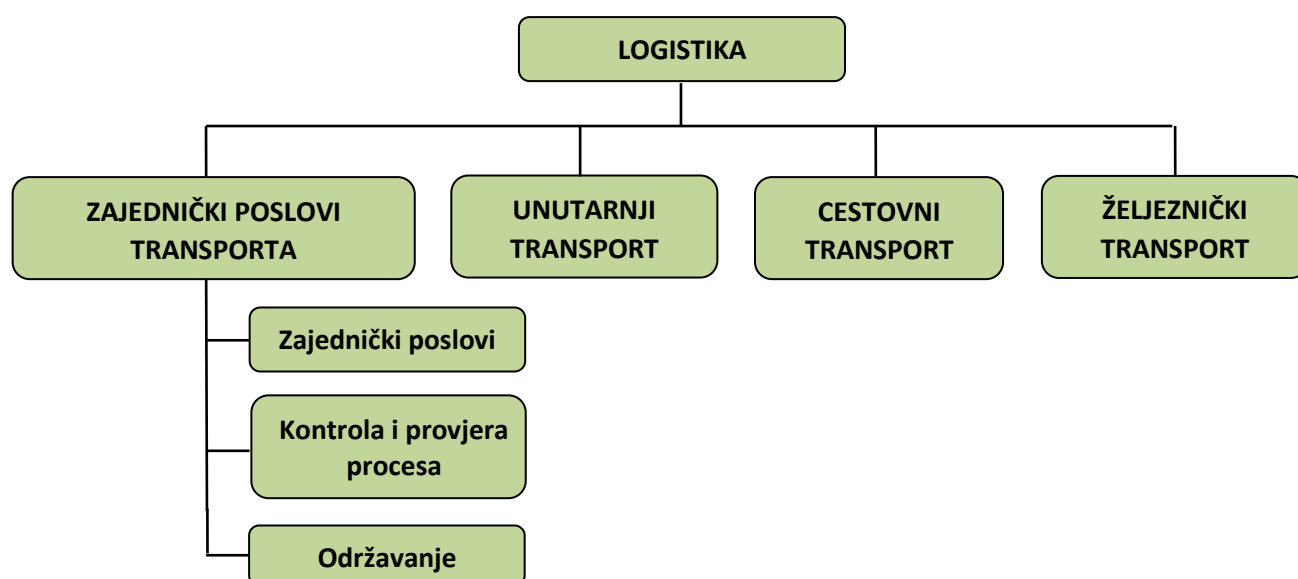 LOGISTIKA
ZAJEDNIČKI POSLOVI
TRANSPORTA
UNUTARNJI
TRANSPORT
CESTOVNI
TRANSPORT
ŽELJEZNIČKI
TRANSPORT
Zajednički poslovi
Kontrola i provjera
procesa
Održavanje